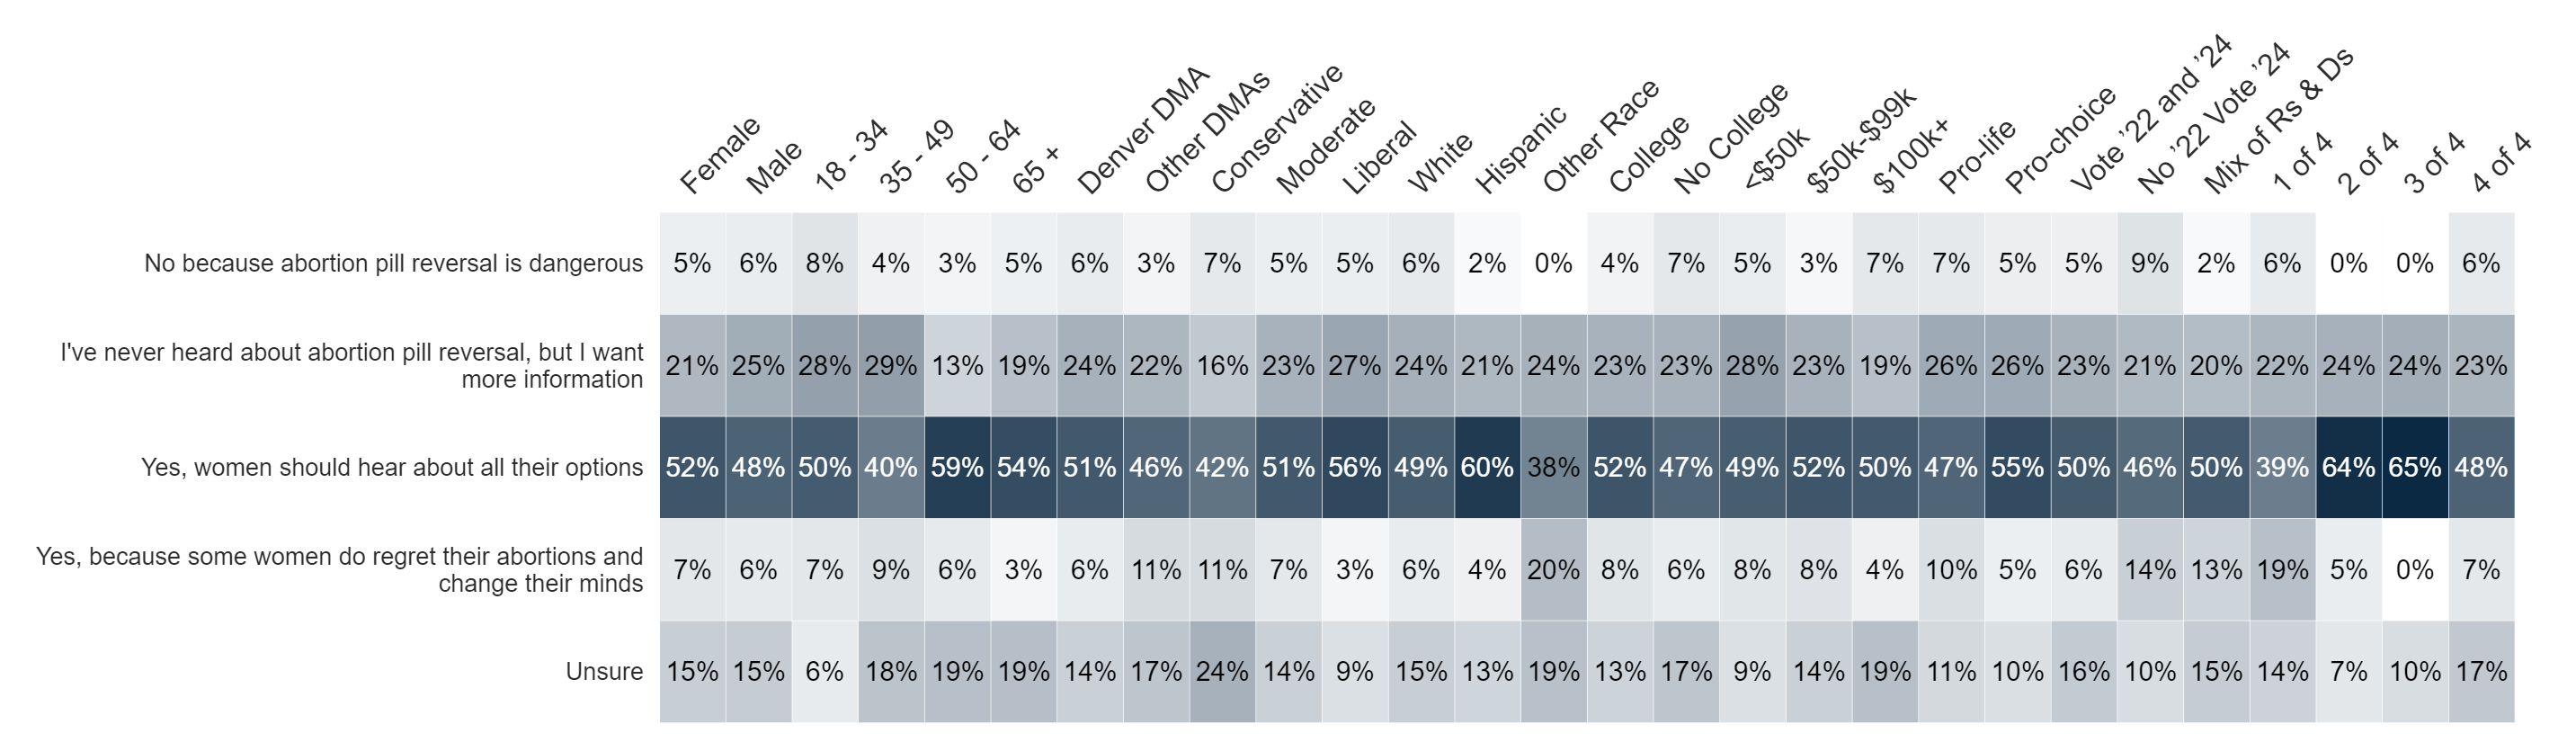 Female Male 18 - 34 35 - 49 50 - 64 65 + Denver DMA Other DMAs Conservative Moderate Liberal White Hispanic Other Race College No College <$50k $50k-$99k $100k+ Pro-life Pro-choice Vote ’22 and ’24 No ’22 Vote ’24 Mix of Rs & Ds 1 of 4 2 of 4 3 of 4 4 of 4
No because abortion pill reversal is dangerous 5% 6% 8% 4% 3% 5% 6% 3% 7% 5% 5% 6% 2% 0% 4% 7% 5% 3% 7% 7% 5% 5% 9% 2% 6% 0% 0% 6%
I've never heard about abortion pill reversal, but I want
more information 21% 25% 28% 29% 13% 19% 24% 22% 16% 23% 27% 24% 21% 24% 23% 23% 28% 23% 19% 26% 26% 23% 21% 20% 22% 24% 24% 23%
Yes, women should hear about all their options 52% 48% 50% 40% 59% 54% 51% 46% 42% 51% 56% 49% 60% 38% 52% 47% 49% 52% 50% 47% 55% 50% 46% 50% 39% 64% 65% 48%
Yes, because some women do regret their abortions and
change their minds 7% 6% 7% 9% 6% 3% 6% 11% 11% 7% 3% 6% 4% 20% 8% 6% 8% 8% 4% 10% 5% 6% 14% 13% 19% 5% 0% 7%
Unsure 15% 15% 6% 18% 19% 19% 14% 17% 24% 14% 9% 15% 13% 19% 13% 17% 9% 14% 19% 11% 10% 16% 10% 15% 14% 7% 10% 17%